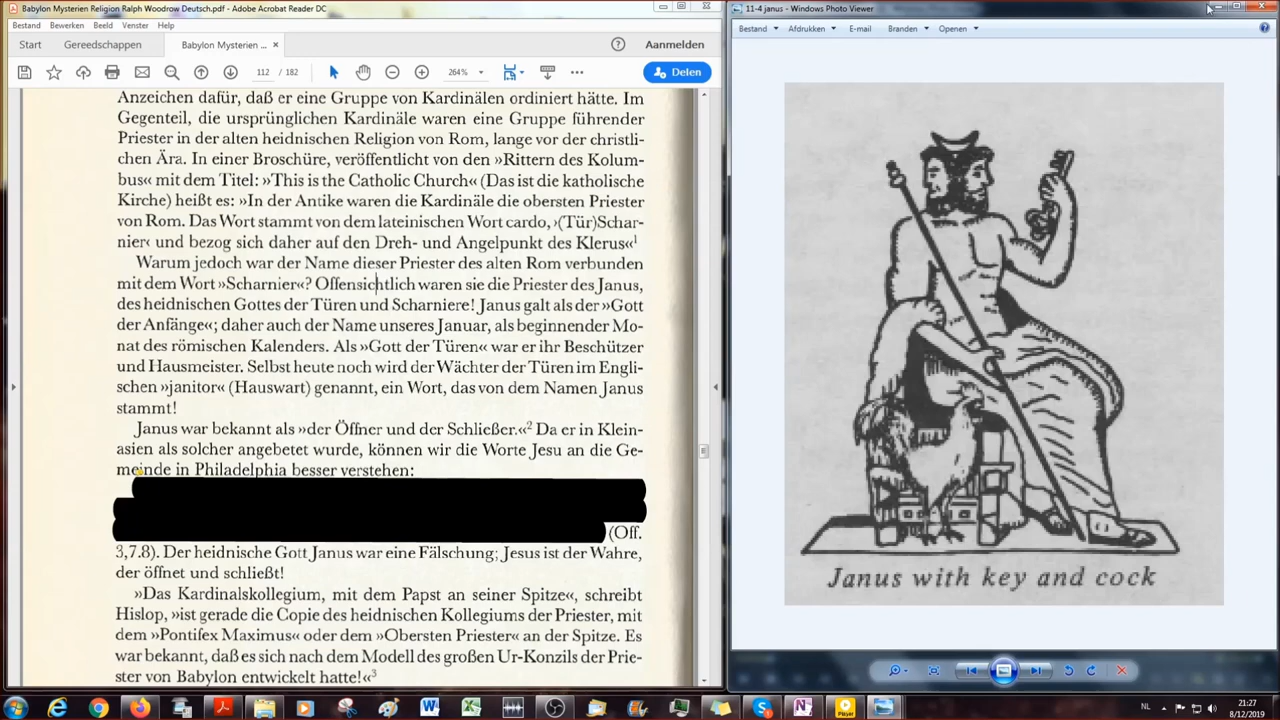 Babylon Mysterien Religion Ralph Woodrow Deutsch.pdf - Adobe Acrobat Reader DC
Bestand Bewerken Beeld Venster Help
Start Gereedschappen Babylon Mysterien ... × Aanmelden
112 / 182 264% Delen
Anzeichen dafür, daß er eine Gruppe von Kardinälen ordiniert hätte. Im
Gegenteil, die ursprünglichen Kardinäle waren eine Gruppe führender
Priester in der alten heidnischen Religion von Rom, lange vor der christli-
chen Ära. In einer Broschüre, veröffentlicht von den »Rittern des Kolum-
bus« mit dem Titel: »This is the Catholic Church« (Das ist die katholische
Kirche) heißt es: »In der Antike waren die Kardinäle die obersten Priester
von Rom. Das Wort stammt von dem lateinischen Wort cardo, ›(Tür)Schar-
nier‹ und bezog sich daher auf den Dreh- und Angelpunkt des Klerus«1
Warum jedoch war der Name dieser Priester des alten Rom verbunden
mit dem Wort »Scharnier«? Offensichtlich waren sie die Priester des Janus,
des heidnischen Gottes der Türen und Scharniere! Janus galt als der »Gott
der Anfänge«; daher auch der Name unseres Januar, als beginnender Mo-
nat des römischen Kalenders. Als »Gott der Türen« war er ihr Beschützer
und Hausmeister. Selbst heute noch wird der Wächter der Türen im Engli-
schen »janitor« (Hauswart) genannt, ein Wort, das von dem Namen Janus
stammt!
Janus war bekannt als »der Öffner und der Schließer.«2 Da er in Klein-
asien als solcher angebetet wurde, können wir die Worte Jesu an die Ge-
meinde in Philadelphia besser verstehen:
(Off.
3,7.8). Der heidnische Gott Janus war eine Fälschung; Jesus ist der Wahre,
der öffnet und schließt!
»Das Kardinalskollegium, mit dem Papst an seiner Spitze«, schreibt
Hislop, »ist gerade die Copie des heidnischen Kollegiums der Priester, mit
dem »Pontifex Maximus« oder dem »Obersten Priester« an der Spitze. Es
war bekannt, daß es sich nach dem Modell des großen Ur-Konzils der Prie-
ster von Babylon entwickelt hatte!«3
11-4 janus - Windows Photo Viewer
Bestand Afdrukken E-mail Branden Openen
Janus with key and cock
NL 21:27
8/12/2019